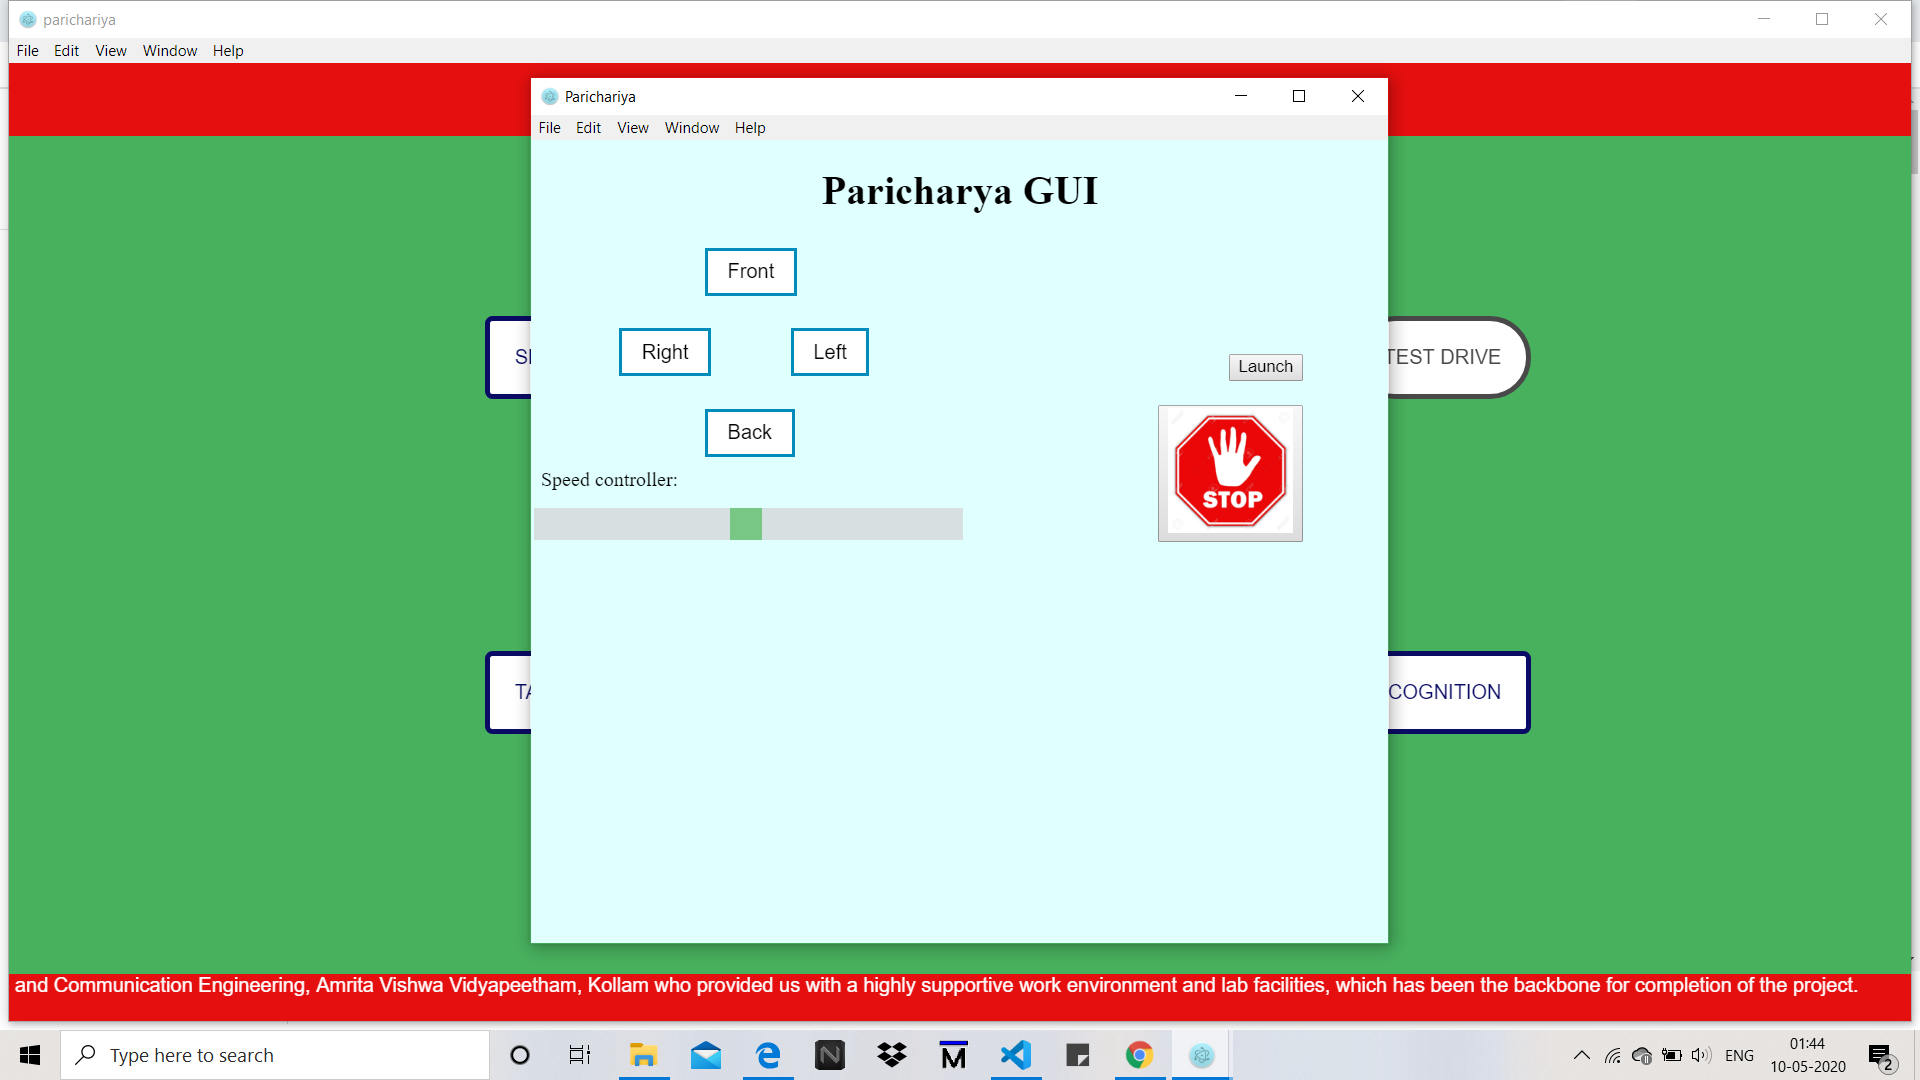 parichariya
File Edit View Window Help
Parichariya
File Edit View Window Help
Paricharya GUI
Front
Right Left
Launch
TEST DRIVE
Back
STOP
Speed controller:
COGNITION
and Communication Engineering, Amrita Vishwa Vidyapeetham, Kollam who provided us with a highly supportive work environment and lab facilities, which has been the backbone for completion of the project.
Type here to search
N
M
ENG
01:44
10-05-2020
2